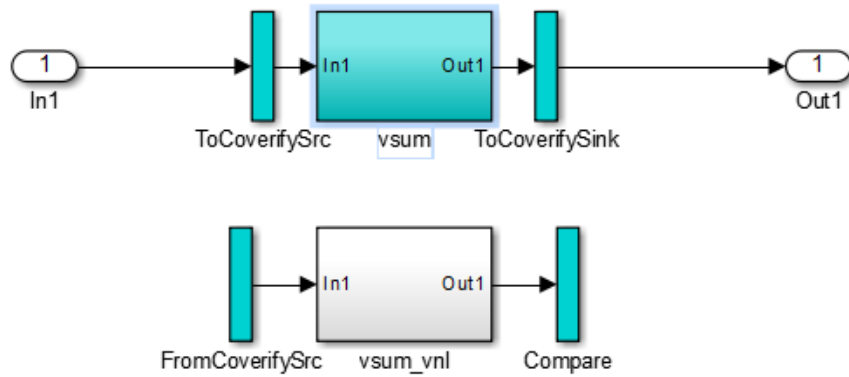 1
In1
In1 Out1
ToCoverifySrc
vsum
ToCoverifySink
1
Out1
In1 Out1
FromCoverifySrc
vsum_vnl
Compare